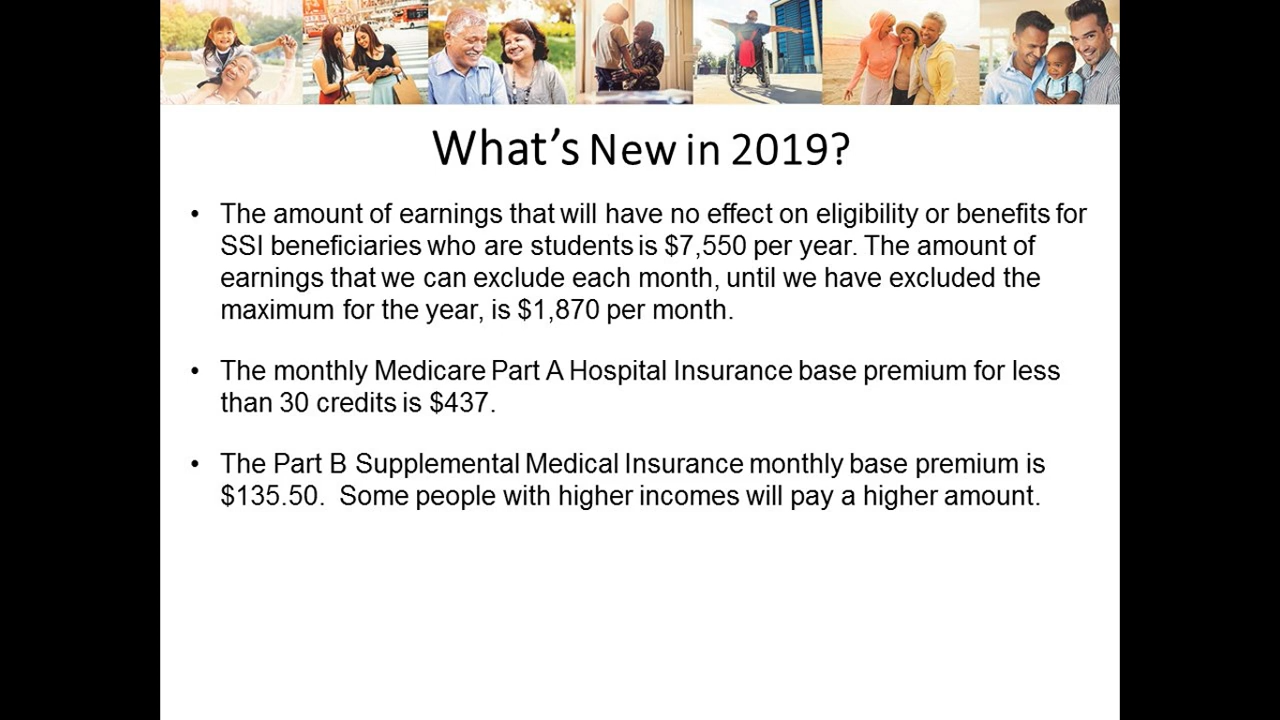 What's New in 2019?
• The amount of earnings that will have no effect on eligibility or benefits for
SSI beneficiaries who are students is $7,550 per year. The amount of
earnings that we can exclude each month, until we have excluded the
maximum for the year, is $1,870 per month.
• The monthly Medicare Part A Hospital Insurance base premium for less
than 30 credits is $437.
• The Part B Supplemental Medical Insurance monthly base premium is
$135.50.  Some people with higher incomes will pay a higher amount.